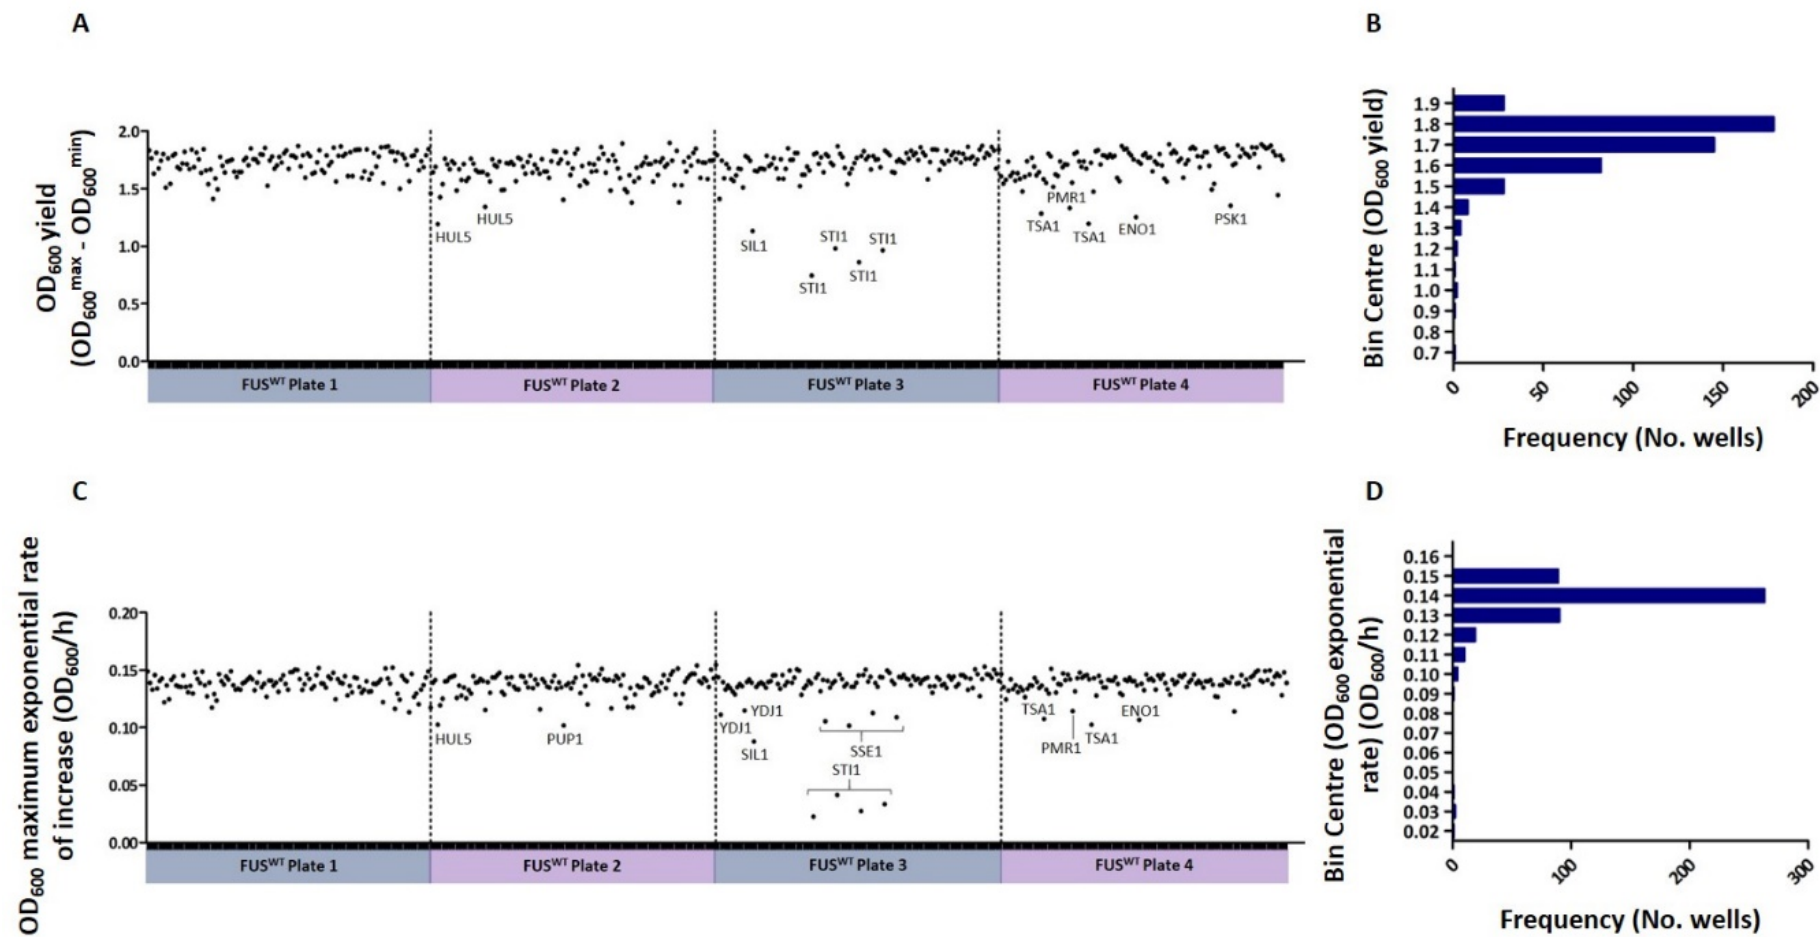 A
OD600 yield
(OD600max - OD600min)
2.0
1.5
1.0
0.5
0.0
HUL5
HUL5
SIL1
STI1
STI1
STI1
STI1
PMR1
TSA1
TSA1
ENO1
PSK1
FUSWT Plate 1
FUSWT Plate 2
FUSWT Plate 3
FUSWT Plate 4
B
Bin Centre (OD600 yield)
1.9
1.8
1.7
1.6
1.5
1.4
1.3
1.2
1.1
1.0
0.9
0.8
0.7
0
50
100
150
200
Frequency (No. wells)
C
OD600 maximum exponential rate
of increase (OD600/h)
0.20
0.15
0.10
0.05
0.00
HUL5
PUP1
YDJ1
YDJ1
SIL1
SSE1
STI1
TSA1
PMR1
TSA1
ENO1
FUSWT Plate 1
FUSWT Plate 2
FUSWT Plate 3
FUSWT Plate 4
D
Bin Centre (OD600 exponential
rate) (OD600/h)
0.16
0.15
0.14
0.13
0.12
0.11
0.10
0.09
0.08
0.07
0.06
0.05
0.04
0.03
0.02
0
100
200
300
Frequency (No. wells)